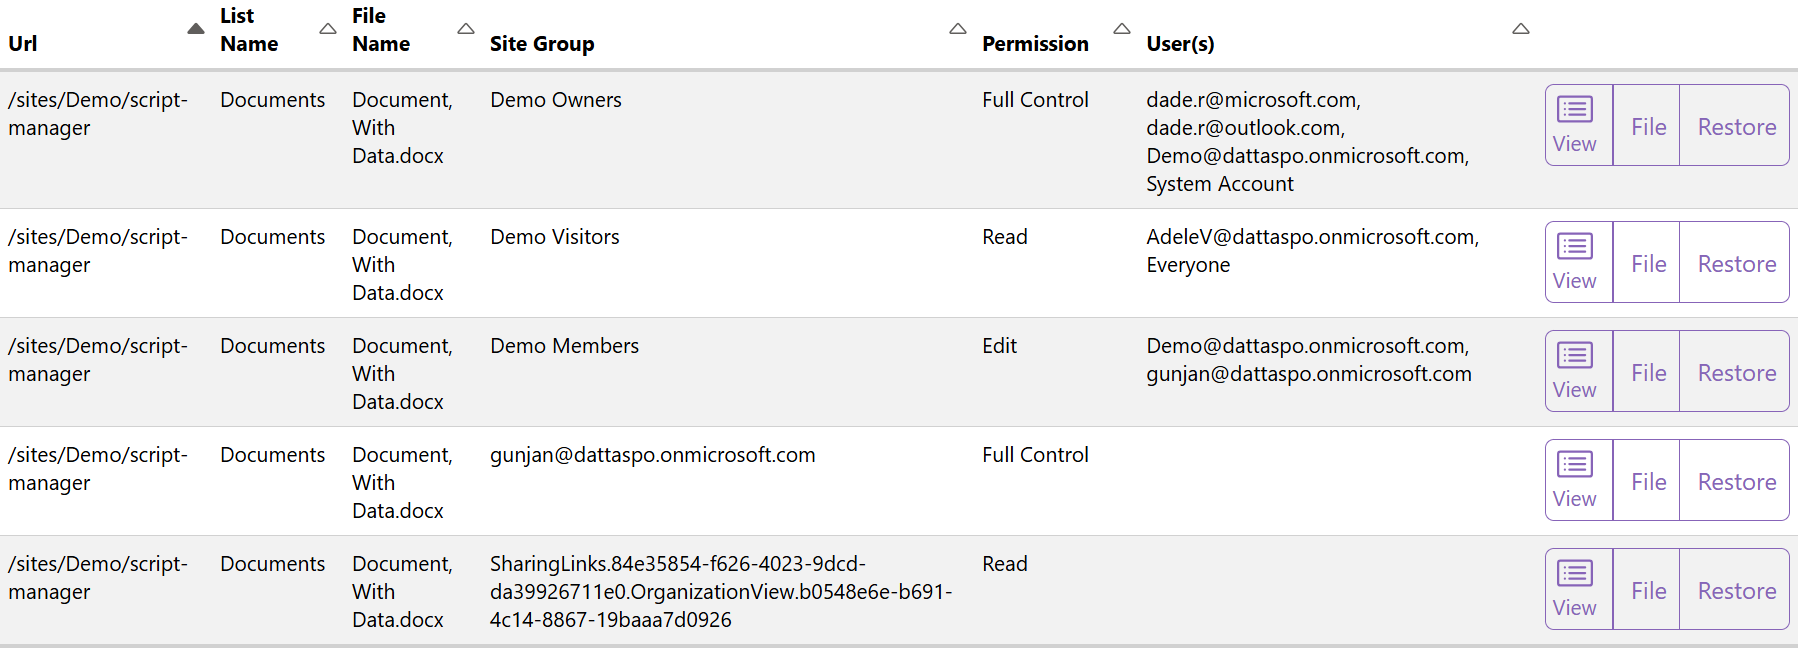 Url
List
Name
File
Name
Site Group
Permission
User(s)
/sites/Demo/script-
manager
Documents
Document,
With
Data.docx
Demo Owners
Full Control
dade.r@microsoft.com,
dade.r@outlook.com,
Demo@dattaspo.onmicrosoft.com,
System Account
View
File
Restore
/sites/Demo/script-
manager
Documents
Document,
With
Data.docx
Demo Visitors
Read
AdeleV@dattaspo.onmicrosoft.com,
Everyone
View
File
Restore
/sites/Demo/script-
manager
Documents
Document,
With
Data.docx
Demo Members
Edit
Demo@dattaspo.onmicrosoft.com,
gunjan@dattaspo.onmicrosoft.com
View
File
Restore
/sites/Demo/script-
manager
Documents
Document,
With
Data.docx
gunjan@dattaspo.onmicrosoft.com
Full Control
View
File
Restore
/sites/Demo/script-
manager
Documents
Document,
With
Data.docx
SharingLinks.84e35854-f626-4023-9dcd-
da39926711e0.OrganizationView.b0548e6e-b691-
4c14-8867-19baaa7d0926
Read
View
File
Restore